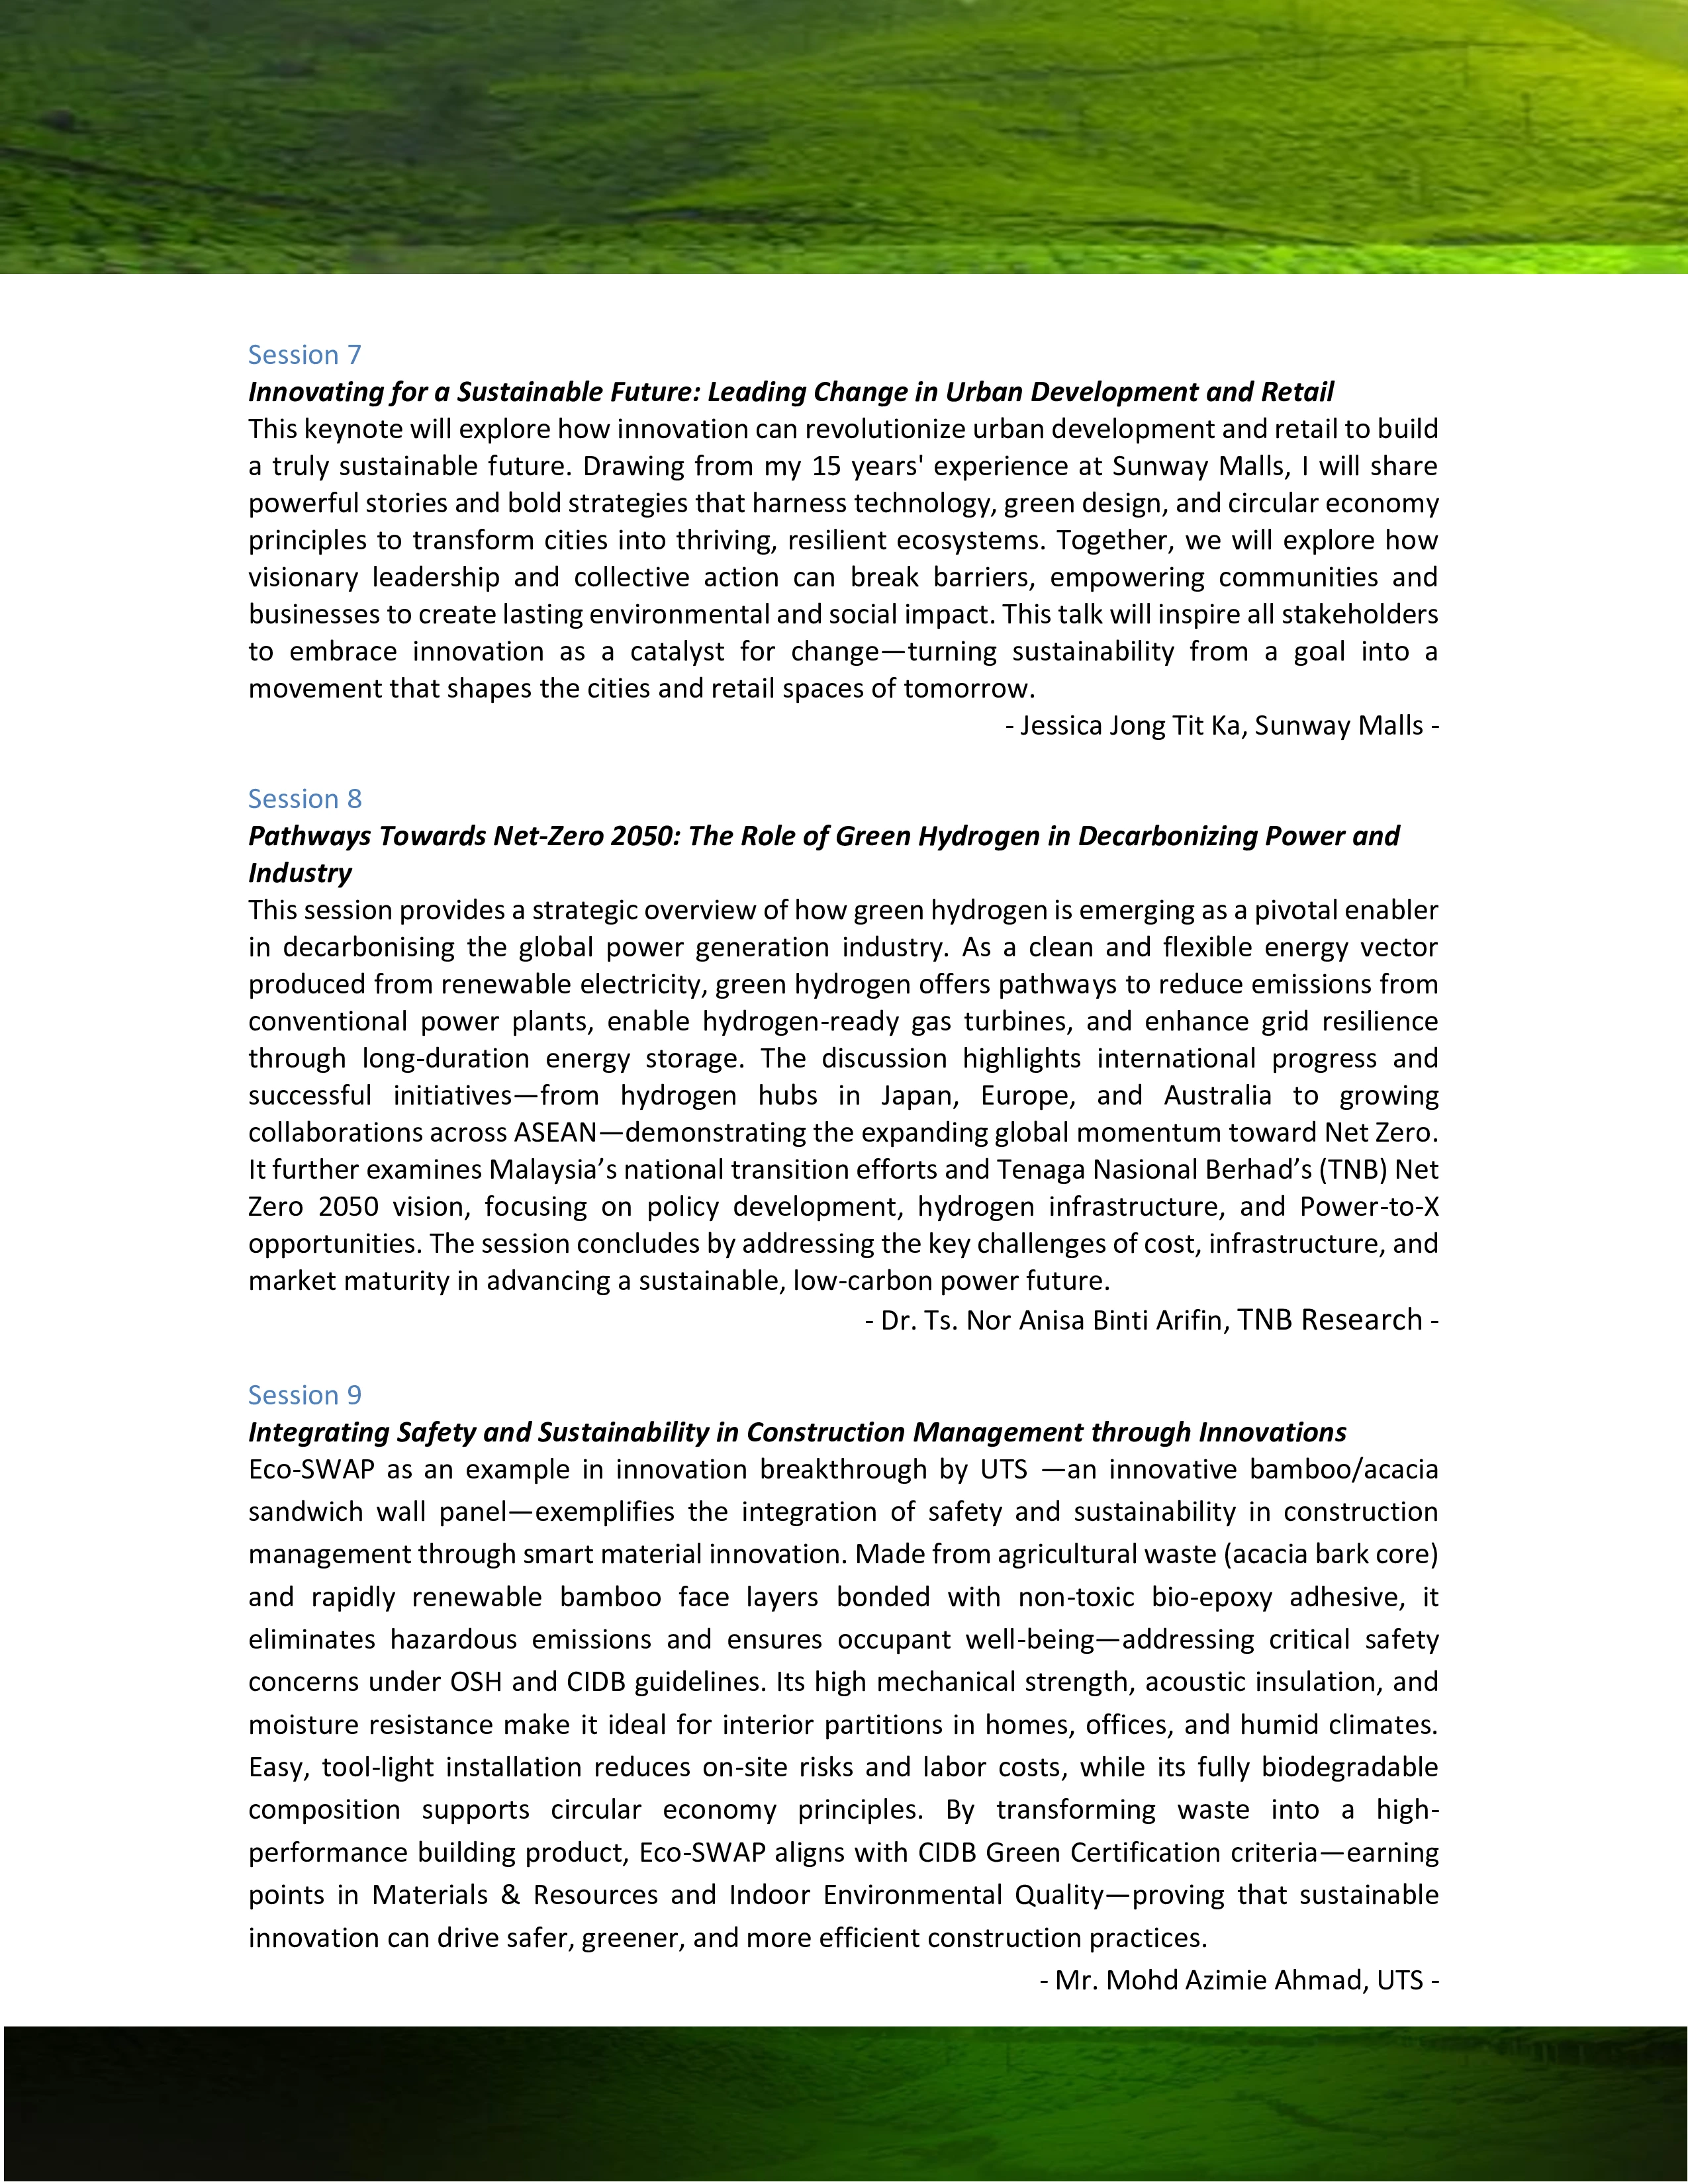 Session 7
Innovating for a Sustainable Future: Leading Change in Urban Development and Retail
This keynote will explore how innovation can revolutionize urban development and retail to build
a truly sustainable future. Drawing from my 15 years' experience at Sunway Malls, I will share
powerful stories and bold strategies that harness technology, green design, and circular economy
principles to transform cities into thriving, resilient ecosystems. Together, we will explore how
visionary leadership and collective action can break barriers, empowering communities and
businesses to create lasting environmental and social impact. This talk will inspire all stakeholders
to embrace innovation as a catalyst for change—turning sustainability from a goal into a
movement that shapes the cities and retail spaces of tomorrow.
- Jessica Jong Tit Ka, Sunway Malls -
Session 8
Pathways Towards Net-Zero 2050: The Role of Green Hydrogen in Decarbonizing Power and
Industry
This session provides a strategic overview of how green hydrogen is emerging as a pivotal enabler
in decarbonising the global power generation industry. As a clean and flexible energy vector
produced from renewable electricity, green hydrogen offers pathways to reduce emissions from
conventional power plants, enable hydrogen-ready gas turbines, and enhance grid resilience
through long-duration energy storage. The discussion highlights international progress and
successful initiatives—from hydrogen hubs in Japan, Europe, and Australia to growing
collaborations across ASEAN—demonstrating the expanding global momentum toward Net Zero.
It further examines Malaysia’s national transition efforts and Tenaga Nasional Berhad’s (TNB) Net
Zero 2050 vision, focusing on policy development, hydrogen infrastructure, and Power-to-X
opportunities. The session concludes by addressing the key challenges of cost, infrastructure, and
market maturity in advancing a sustainable, low-carbon power future.
- Dr. Ts. Nor Anisa Binti Arifin, TNB Research -
Session 9
Integrating Safety and Sustainability in Construction Management through Innovations
Eco-SWAP as an example in innovation breakthrough by UTS —an innovative bamboo/acacia
sandwich wall panel—exemplifies the integration of safety and sustainability in construction
management through smart material innovation. Made from agricultural waste (acacia bark core)
and rapidly renewable bamboo face layers bonded with non-toxic bio-epoxy adhesive, it
eliminates hazardous emissions and ensures occupant well-being—addressing critical safety
concerns under OSH and CIDB guidelines. Its high mechanical strength, acoustic insulation, and
moisture resistance make it ideal for interior partitions in homes, offices, and humid climates.
Easy, tool-light installation reduces on-site risks and labor costs, while its fully biodegradable
composition supports circular economy principles. By transforming waste into a high-
performance building product, Eco-SWAP aligns with CIDB Green Certification criteria—earning
points in Materials & Resources and Indoor Environmental Quality—proving that sustainable
innovation can drive safer, greener, and more efficient construction practices.
- Mr. Mohd Azimie Ahmad, UTS -